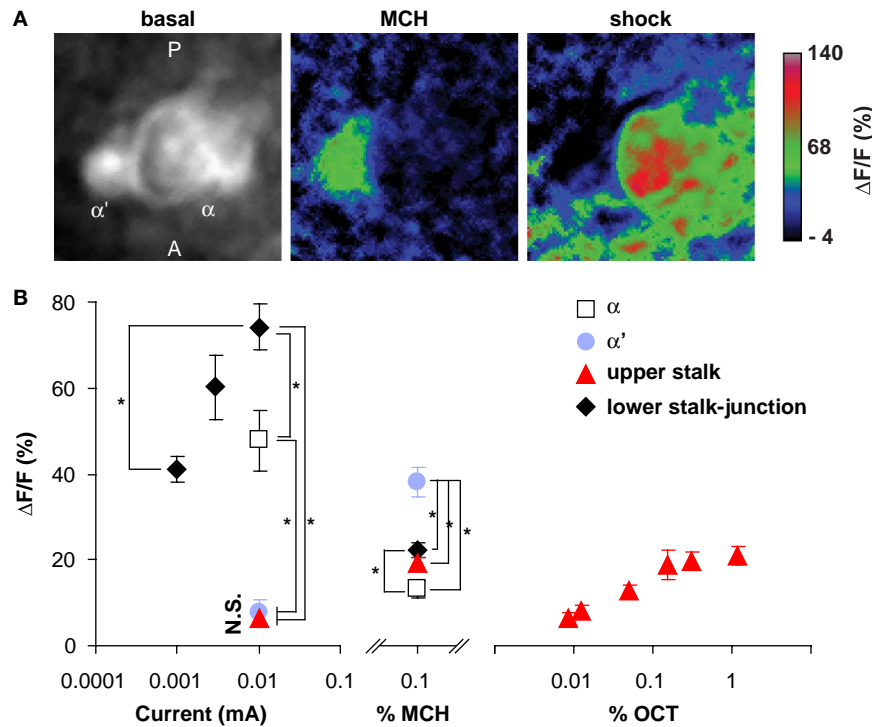 A
basal
MCH
shock
P
α'
α
A
140
68
- 4
ΔF/F (%)
B
80
60
40
20
0
ΔF/F (%)
*
*
*
*
N.S.
*
*
*
*
α
α'
upper stalk
lower stalk-junction
0.0001
0.001
0.01
0.1
0.1
0.01
0.1
1
Current (mA)
% MCH
% OCT